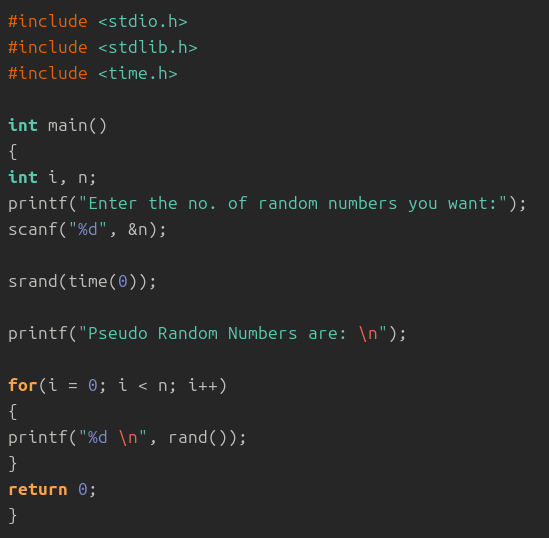 #include <stdio.h>
#include <stdlib.h>
#include <time.h>
int main()
{
int i, n;
printf("Enter the no. of random numbers you want:");
scanf("%d", &n);
srand(time(0));
printf("Pseudo Random Numbers are: \n");
for(i = 0; i < n; i++)
{
printf("%d \n", rand());
}
return 0;
}